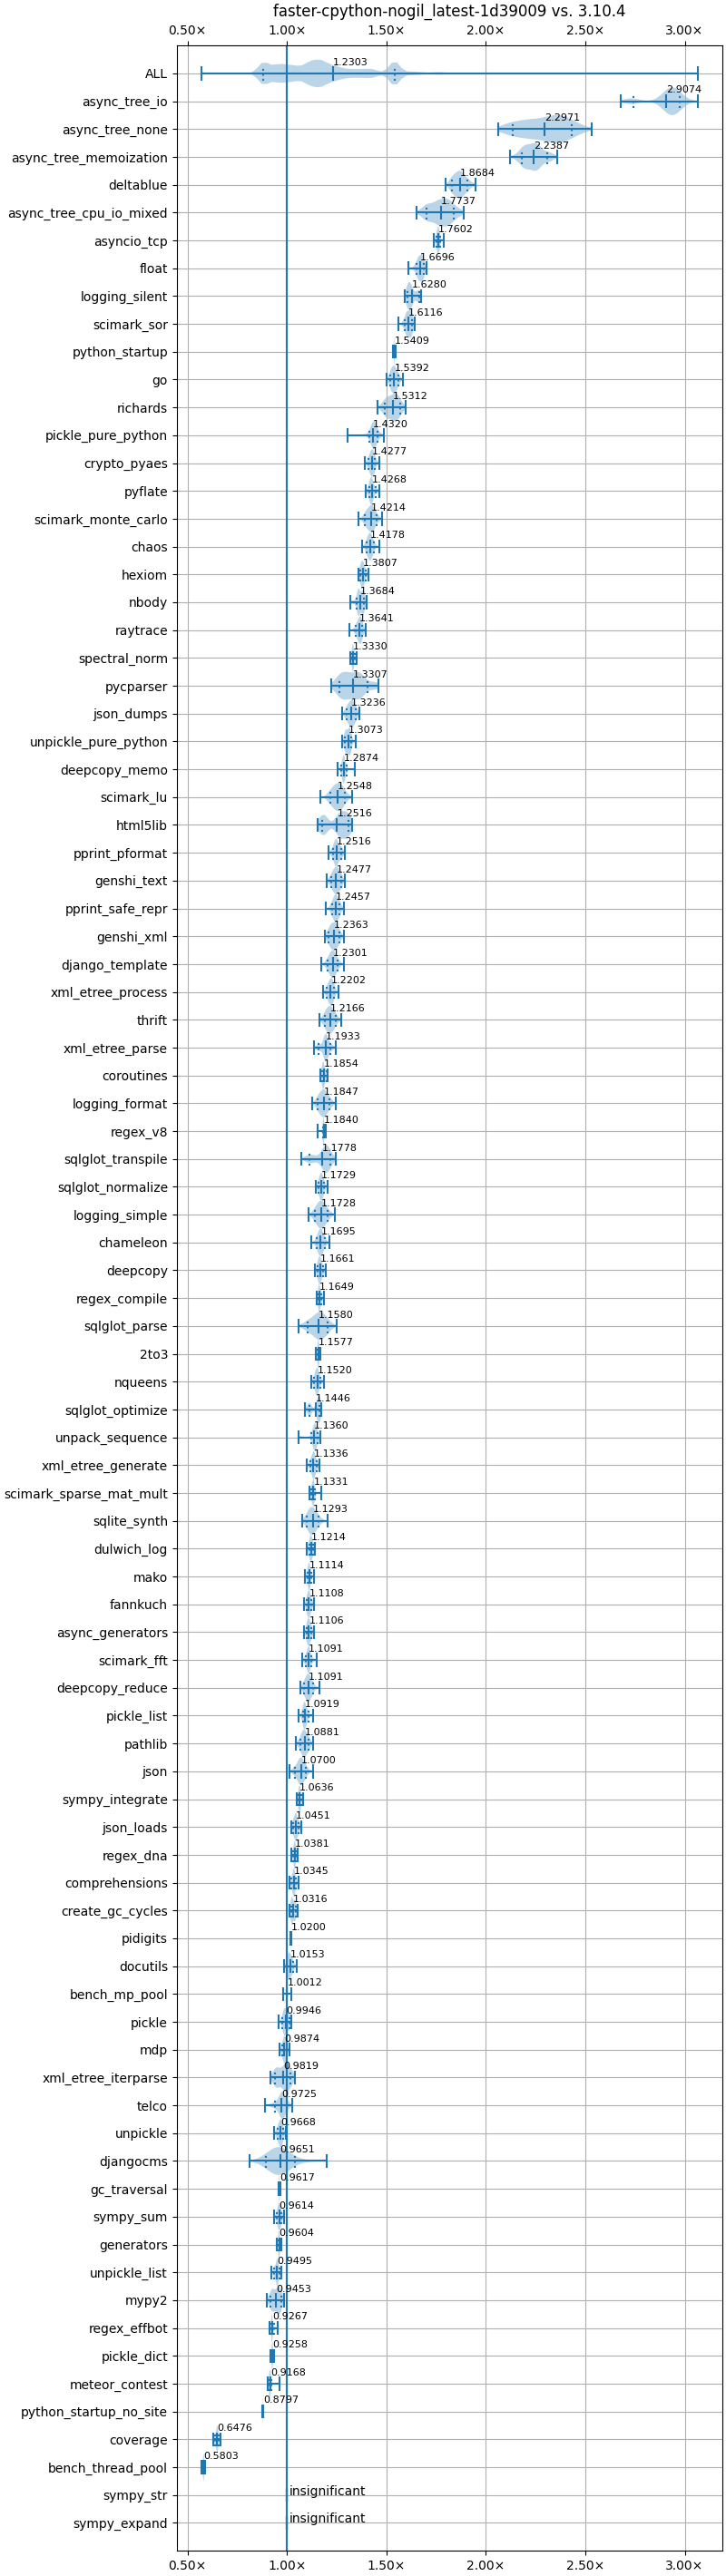 faster-cpython-nogil_latest-1d39009 vs. 3.10.4
0.50× 1.00× 1.50× 2.00× 2.50× 3.00×
ALL 1.2303
async_tree_io 2.9074
async_tree_none 2.2971
async_tree_memoization 2.2387
deltablue 1.8684
async_tree_cpu_io_mixed 1.7737
asyncio_tcp 1.7602
float 1.6696
logging_silent 1.6280
scimark_sor 1.6116
python_startup 1.5409
go 1.5392
richards 1.5312
pickle_pure_python 1.4320
crypto_pyaes 1.4277
pyflate 1.4268
scimark_monte_carlo 1.4214
chaos 1.4178
hexiom 1.3807
nbody 1.3684
raytrace 1.3641
spectral_norm 1.3330
pycparser 1.3307
json_dumps 1.3236
unpickle_pure_python 1.3073
deepcopy_memo 1.2874
scimark_lu 1.2548
html5lib 1.2516
pprint_pformat 1.2516
genshi_text 1.2477
pprint_safe_repr 1.2457
genshi_xml 1.2363
django_template 1.2301
xml_etree_process 1.2202
thrift 1.2166
xml_etree_parse 1.1933
coroutines 1.1854
logging_format 1.1847
regex_v8 1.1840
sqlglot_transpile 1.1778
sqlglot_normalize 1.1729
logging_simple 1.1728
chameleon 1.1695
deepcopy 1.1661
regex_compile 1.1649
sqlglot_parse 1.1580
2to3 1.1577
nqueens 1.1520
sqlglot_optimize 1.1446
unpack_sequence 1.1360
xml_etree_generate 1.1336
scimark_sparse_mat_mult 1.1331
sqlite_synth 1.1293
dulwich_log 1.1214
mako 1.1114
fannkuch 1.1108
async_generators 1.1106
scimark_fft 1.1091
deepcopy_reduce 1.1091
pickle_list 1.0919
pathlib 1.0881
json 1.0700
sympy_integrate 1.0636
json_loads 1.0451
regex_dna 1.0381
comprehensions 1.0345
create_gc_cycles 1.0316
pidigits 1.0200
docutils 1.0153
bench_mp_pool 1.0012
pickle 0.9946
mdp 0.9874
xml_etree_iterparse 0.9819
telco 0.9725
unpickle 0.9668
djangocms 0.9651
gc_traversal 0.9617
sympy_sum 0.9614
generators 0.9604
unpickle_list 0.9495
mypy2 0.9453
regex_effbot 0.9267
pickle_dict 0.9258
meteor_contest 0.9168
python_startup_no_site 0.8797
coverage 0.6476
bench_thread_pool 0.5803
sympy_str insignificant
sympy_expand insignificant
0.50× 1.00× 1.50× 2.00× 2.50× 3.00×